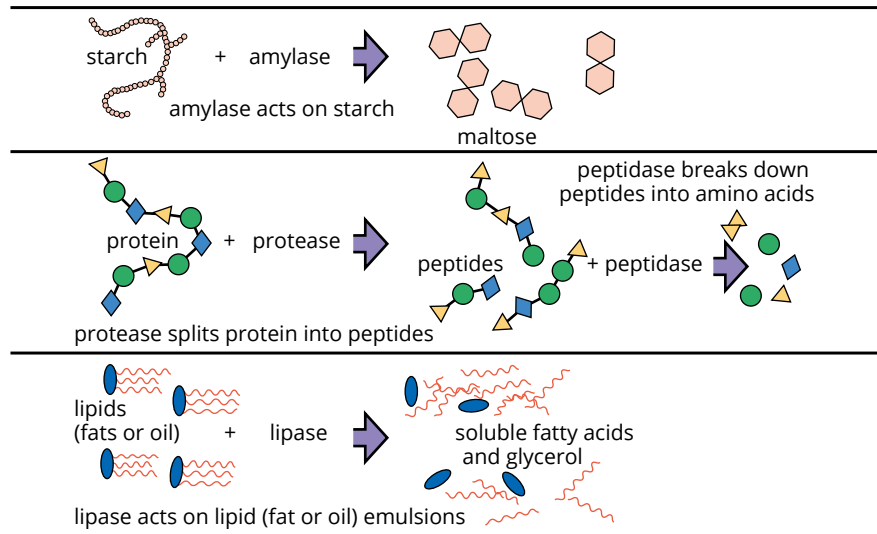 starch + amylase
amylase acts on starch
maltose
protein + protease
peptides
+ peptidase
peptidase breaks down
peptides into amino acids
protease splits protein into peptides
lipids
(fats or oil) + lipase
soluble fatty acids
and glycerol
lipase acts on lipid (fat or oil) emulsions